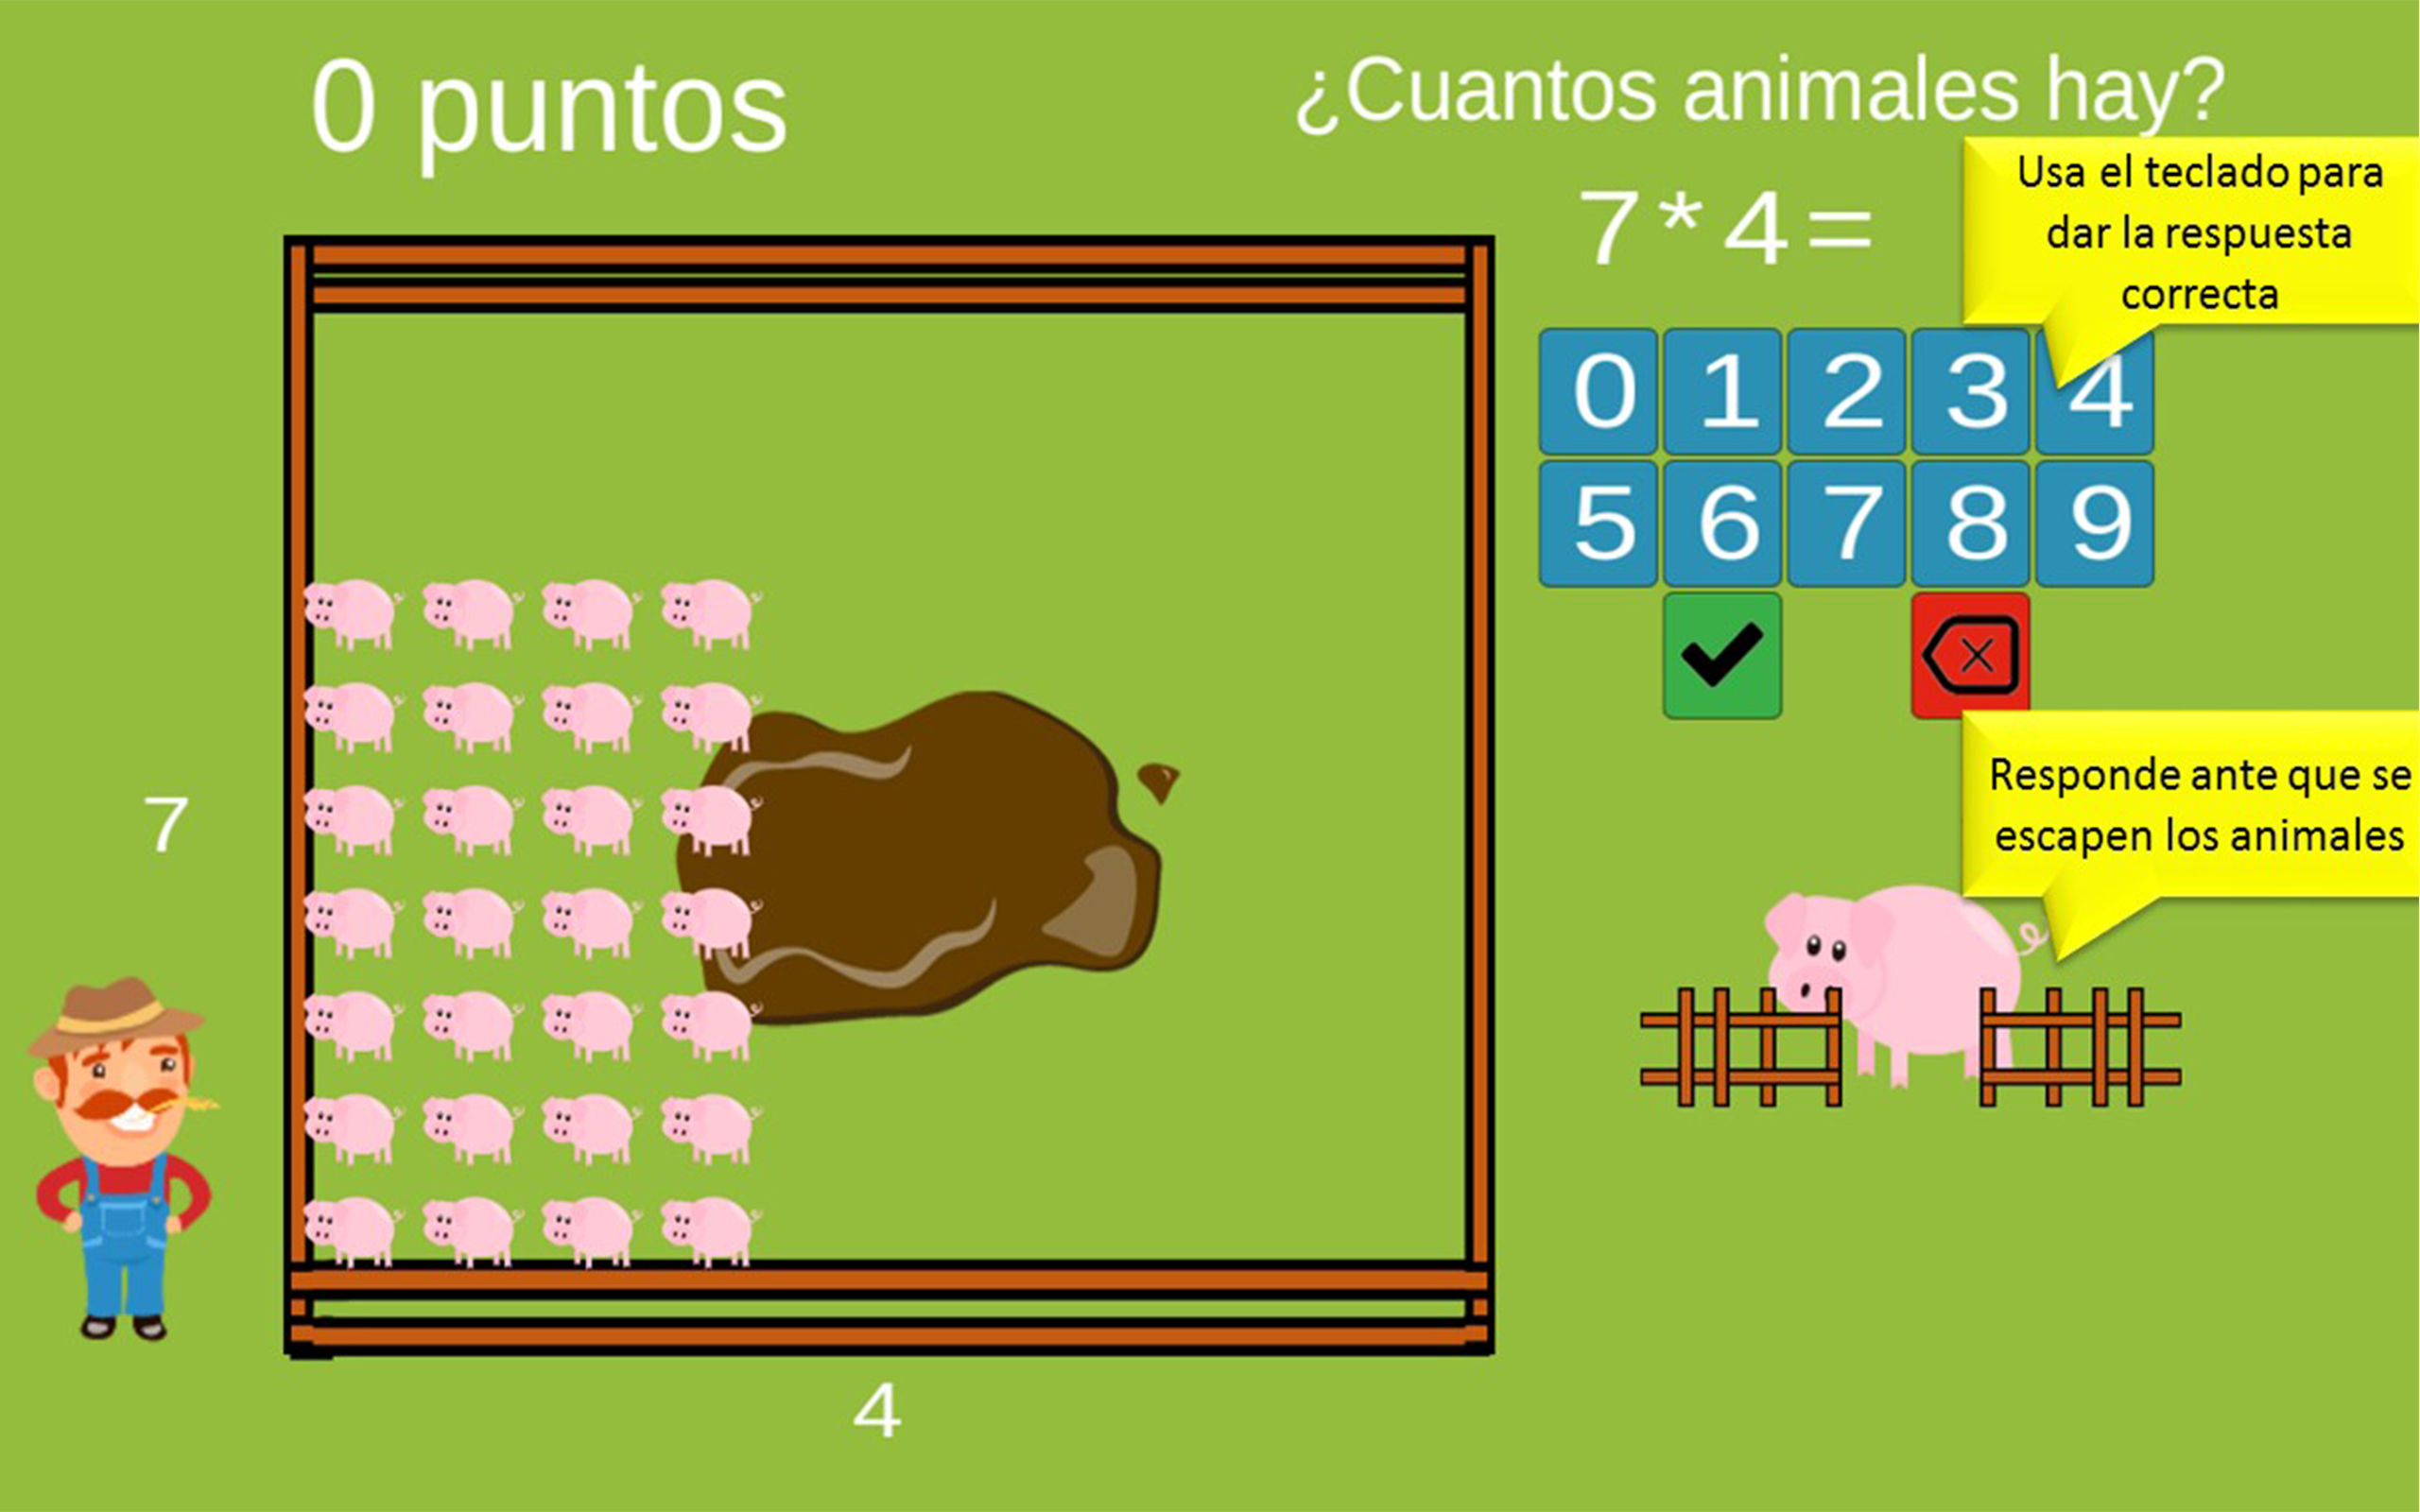 0 puntos
¿Cuantos animales hay?
7*4=
Usa el teclado para
dar la respuesta
correcta
0 1 2 3 4
5 6 7 8 9
Responde ante que se
escapen los animales
7
4